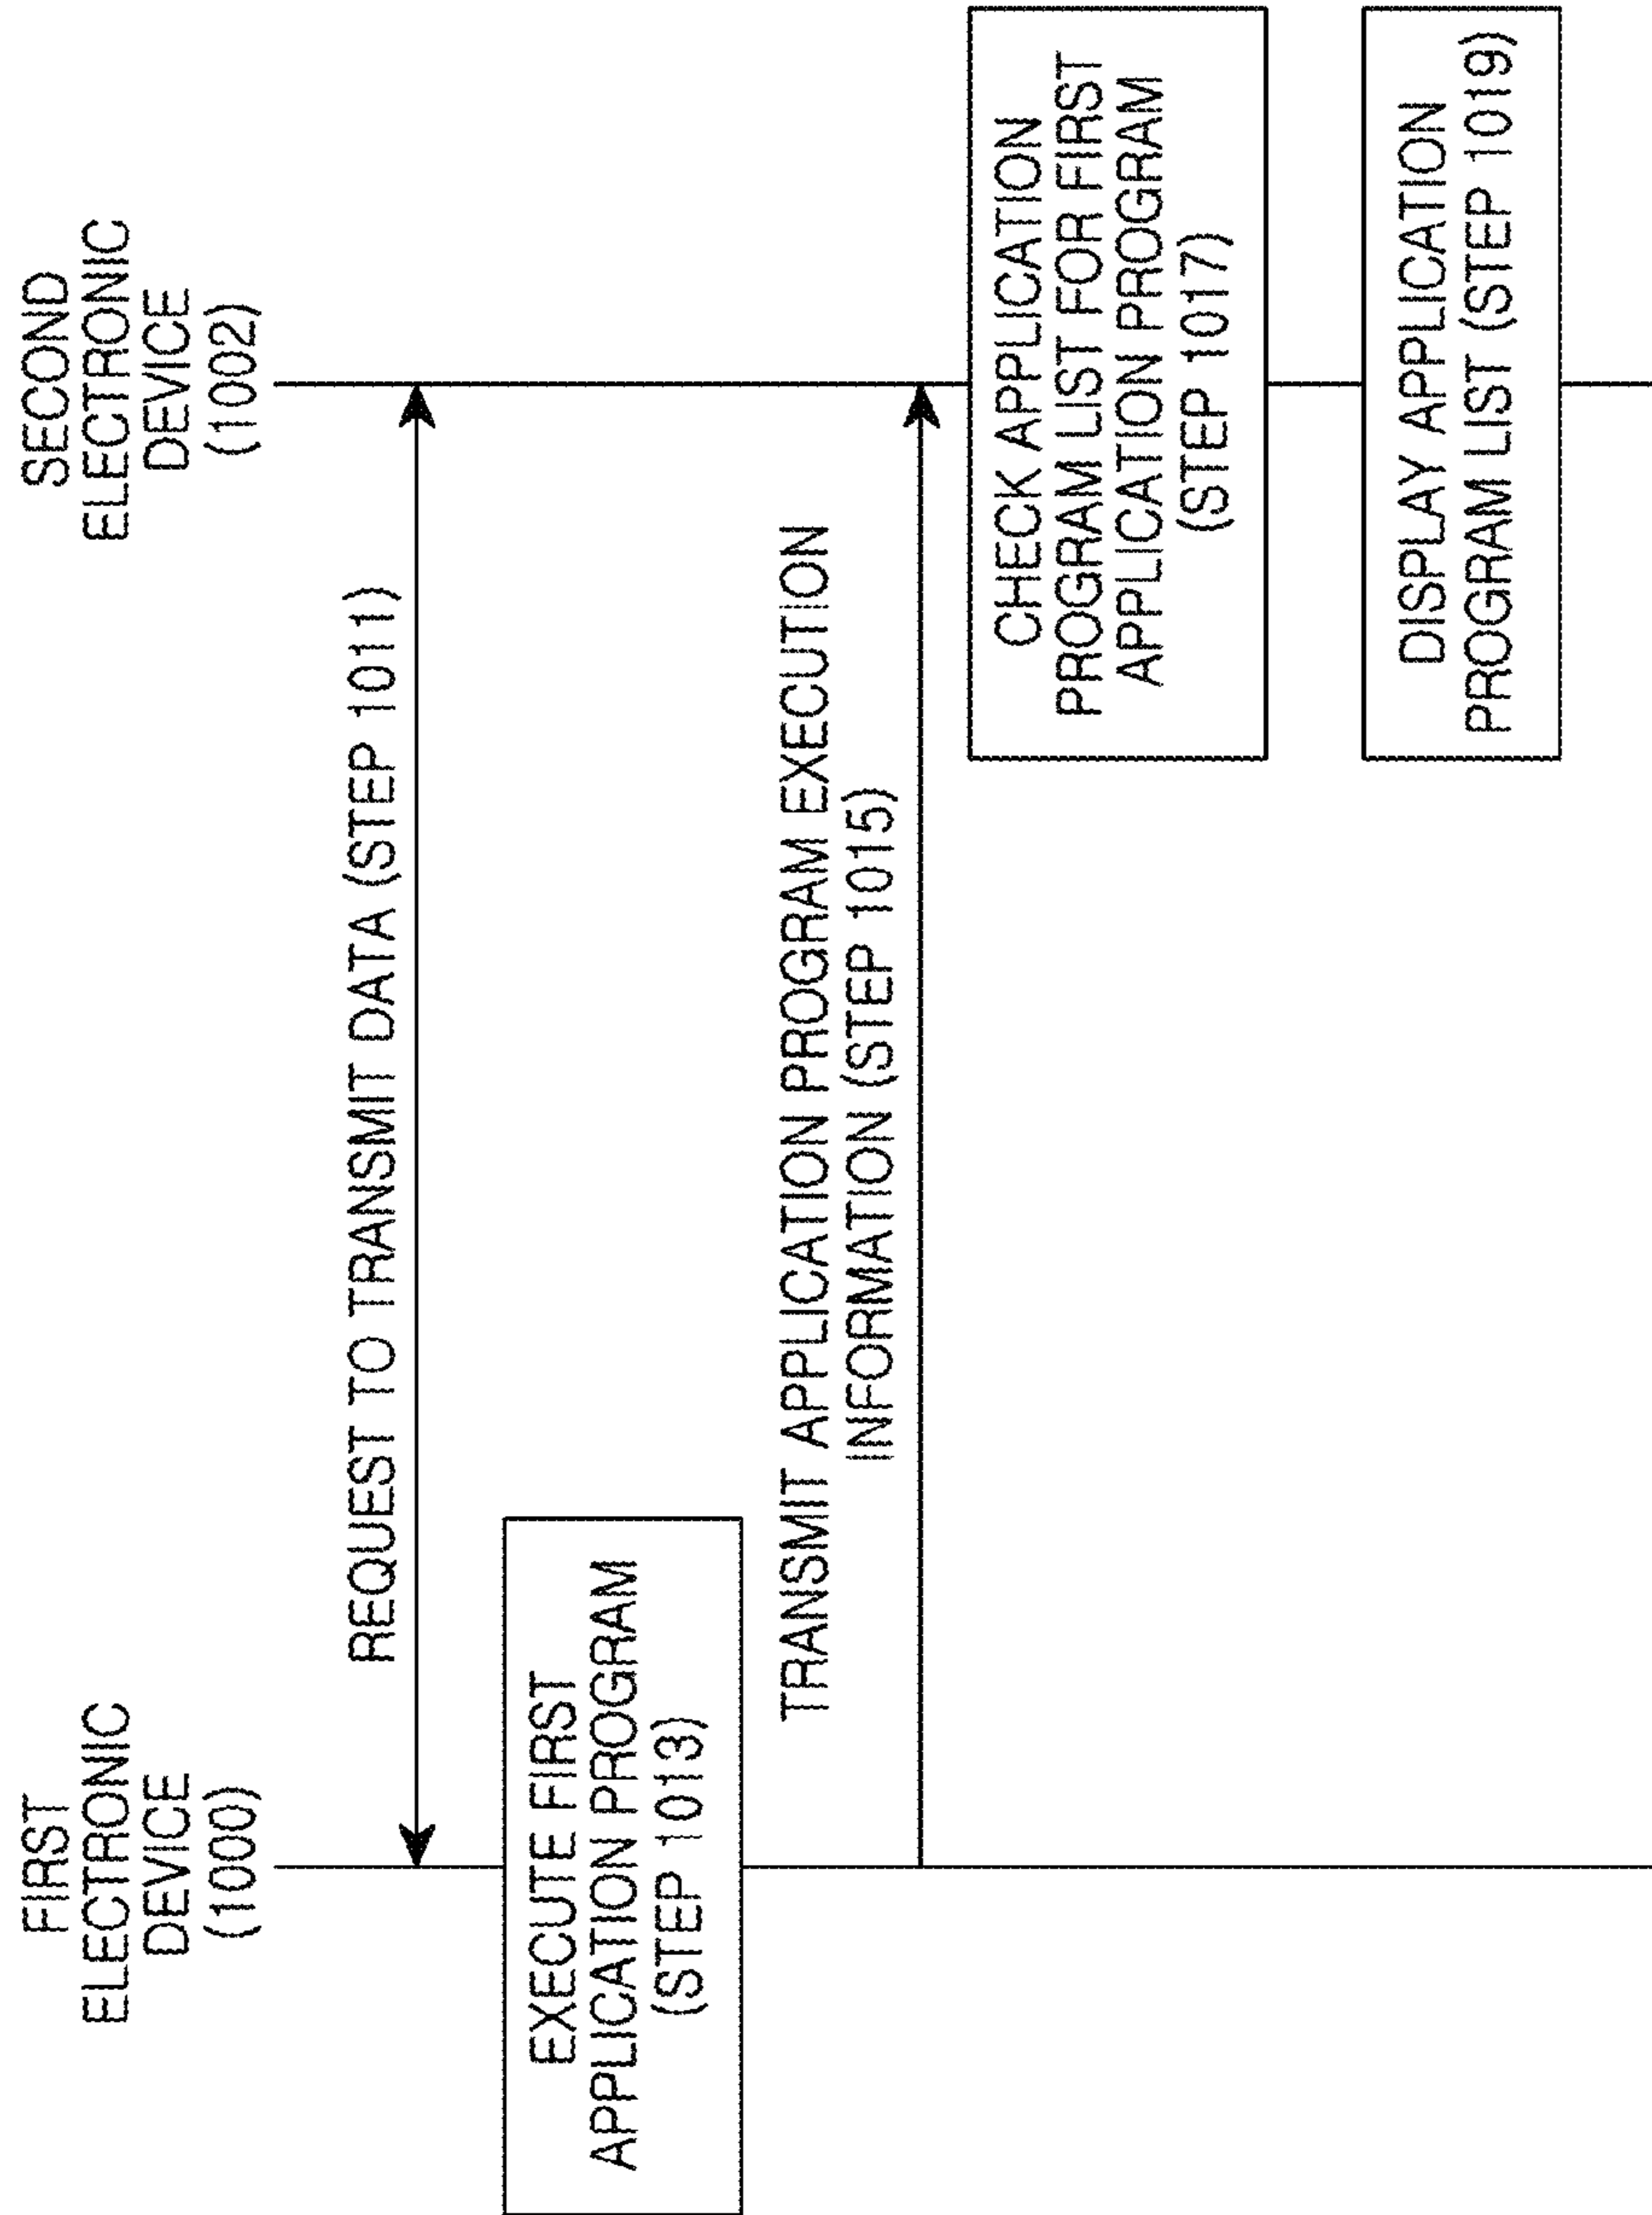 FIRST
ELECTRONIC
DEVICE
(1000)
SECOND
ELECTRONIC
DEVICE
(1002)
REQUEST TO TRANSMIT DATA (STEP 1011)
EXECUTE FIRST
APPLICATION PROGRAM
(STEP 1013)
TRANSMIT APPLICATION PROGRAM EXECUTION
INFORMATION (STEP 1015)
CHECK APPLICATION
PROGRAM LIST FOR FIRST
APPLICATION PROGRAM
(STEP 1017)
DISPLAY APPLICATION
PROGRAM LIST (STEP 1019)